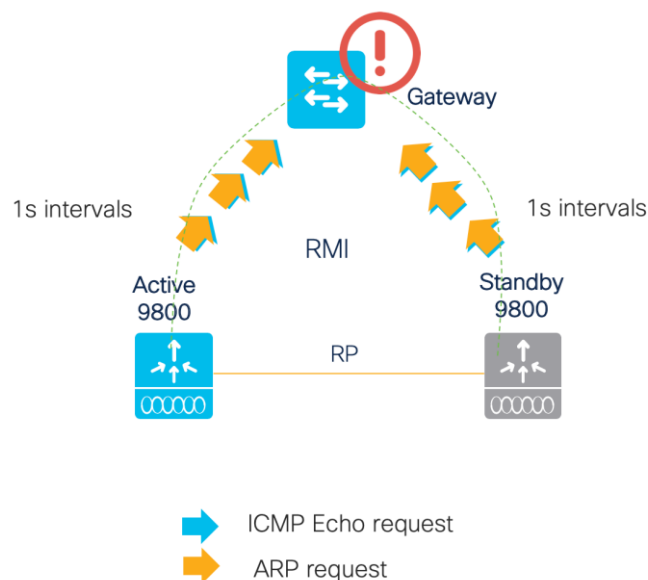 Gateway
1s intervals
1s intervals
RMI
Active
9800
Standby
9800
RP
ICMP Echo request
ARP request